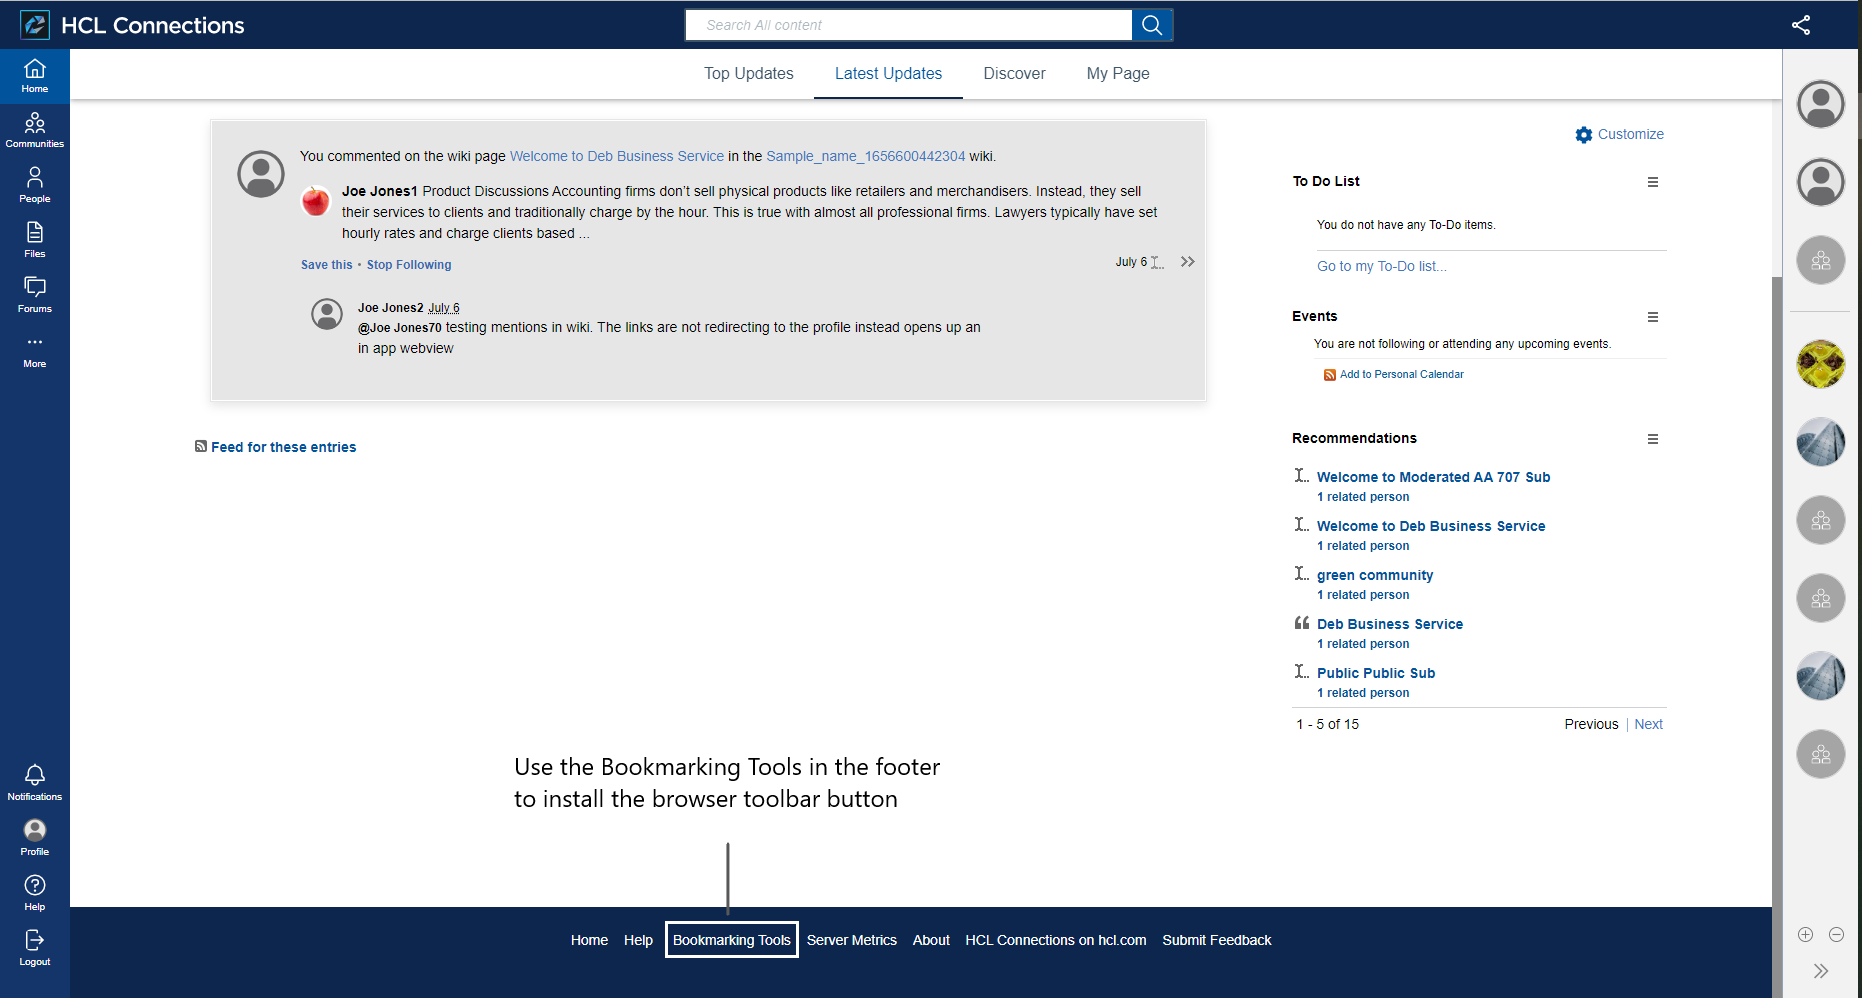 HCL Connections
Search All content
Home
Communities
People
Files
Forums
More
Notifications
Profile
Help
Logout
Top Updates
Latest Updates
Discover
My Page
You commented on the wiki page Welcome to Deb Business Service in the Sample_name_1656600442304 wiki.
Joe Jones1 Product Discussions Accounting firms don't sell physical products like retailers and merchandisers. Instead, they sell
their services to clients and traditionally charge by the hour. This is true with almost all professional firms. Lawyers typically have set
hourly rates and charge clients based ...
Save this • Stop Following
July 6
Joe Jones2 July 6
@Joe Jones70 testing mentions in wiki. The links are not redirecting to the profile instead opens up an
in app webview
Feed for these entries
Customize
To Do List
You do not have any To-Do items.
Go to my To-Do list...
Events
You are not following or attending any upcoming events.
Add to Personal Calendar
Recommendations
Welcome to Moderated AA 707 Sub
1 related person
Welcome to Deb Business Service
1 related person
green community
1 related person
Deb Business Service
1 related person
Public Public Sub
1 related person
1 - 5 of 15
Previous | Next
Use the Bookmarking Tools in the footer
to install the browser toolbar button
Home
Help
Bookmarking Tools
Server Metrics
About
HCL Connections on hcl.com
Submit Feedback